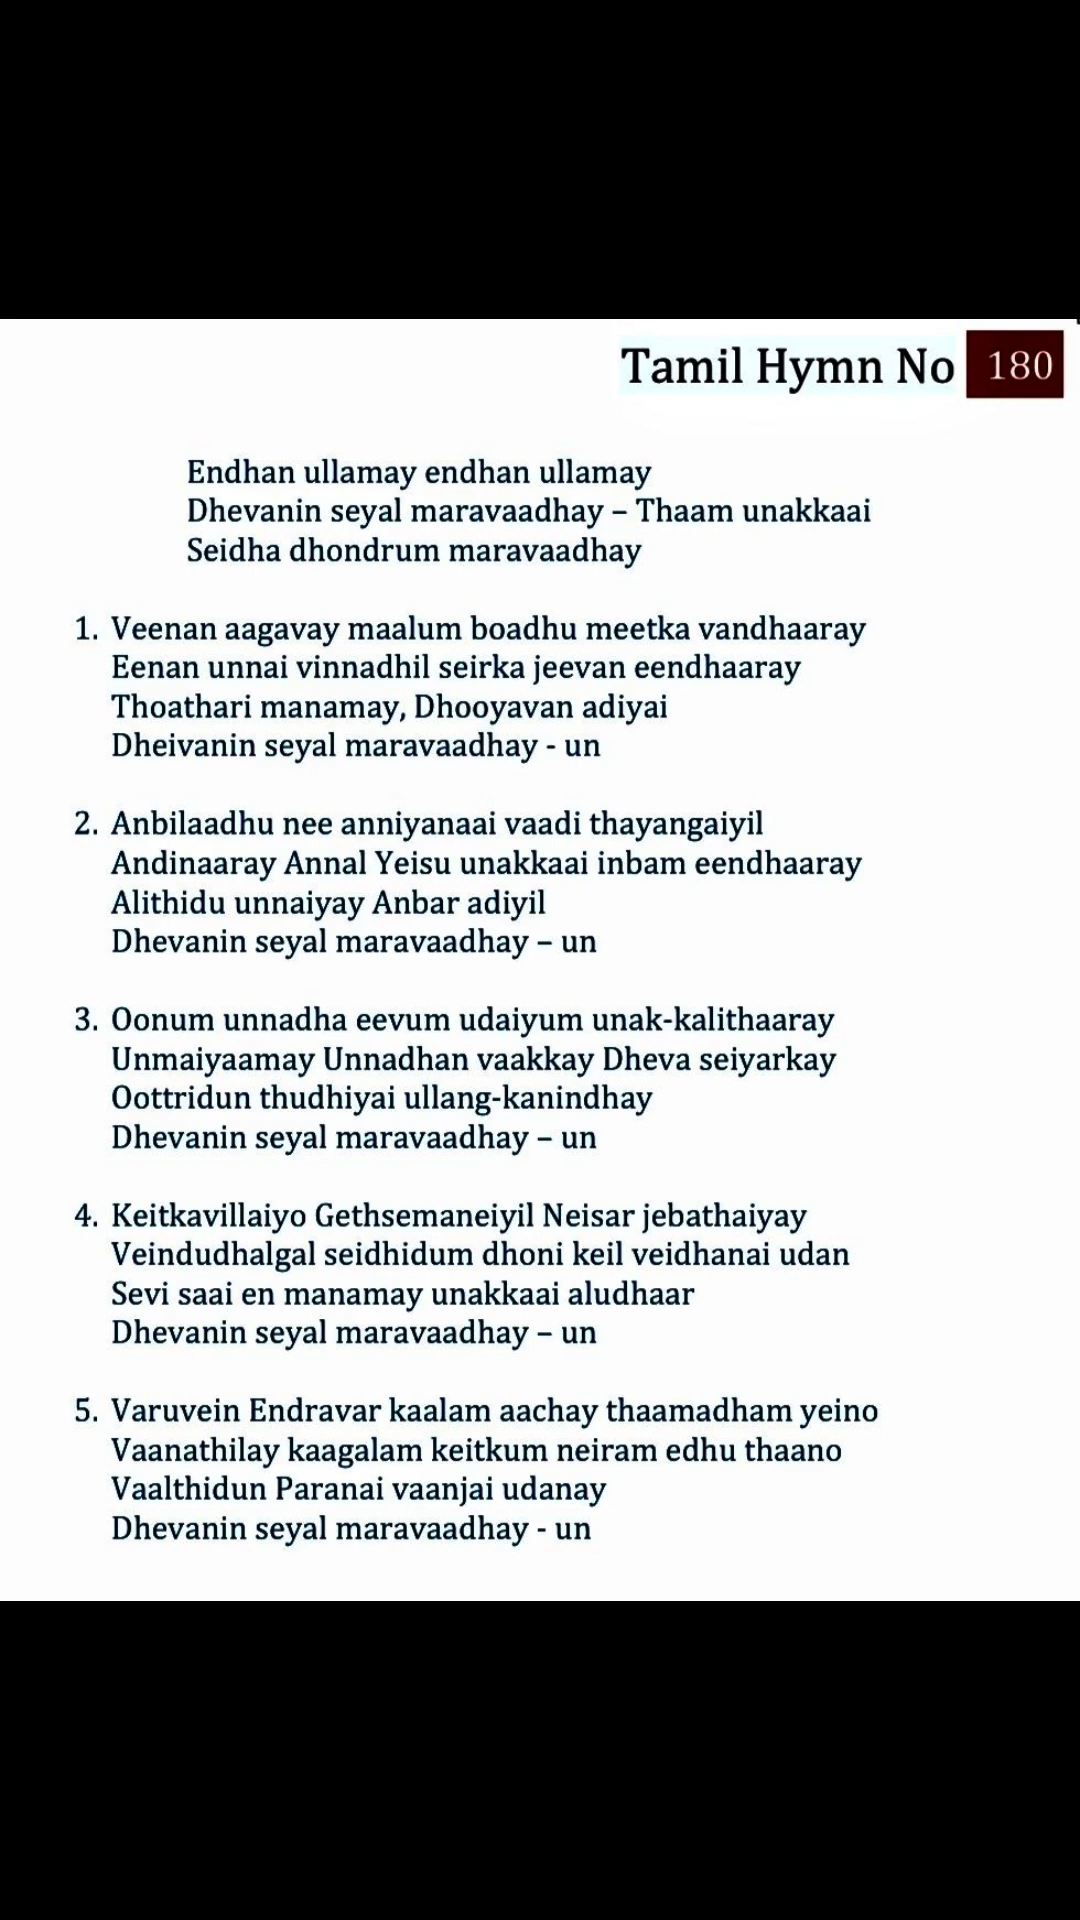 Tamil Hymn No 180
Endhan ullamay endhan ullamay
Dhevanin seyal maravaadhay – Thaam unakkaai
Seidha dhondrum maravaadhay
1. Veenan aagavay maalum boadhu meetka vandhaaray
Eenan unnai vinnadhil seirka jeevan eendhaaray
Thoathari manamay, Dhooyavan adiyai
Dheivanin seyal maravaadhay - un
2. Anbilaadhu nee anniyanaai vaadi thayangaiyil
Andinaaray Annal Yeisu unakkaai inbam eendhaaray
Alithidu unnaiyay Anbar adiyil
Dhevanin seyal maravaadhay – un
3. Oonum unnadha eevum udaiyum unak-kalithaaray
Unmaiyaamay Unnadhan vaakkay Dheva seiyarkay
Oottridun thudhiyai ullang-kanindhay
Dhevanin seyal maravaadhay – un
4. Keitkavillaiyo Gethsemaneiyil Neisar jebathaiyay
Veindudhalgal seidhidum dhoni keil veidhanai udan
Sevi saai en manamay unakkaai aludhaar
Dhevanin seyal maravaadhay – un
5. Varuvein Endravar kaalam aachay thaamadham yeino
Vaanathilay kaagalam keitkum neiram edhu thaano
Vaalthidun Paranai vaanjai udanay
Dhevanin seyal maravaadhay - un